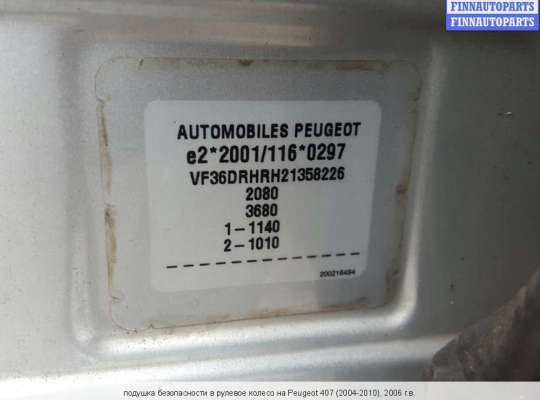 FINNAUTOPARTS
FINNAUTOPARTS
AUTOMOBILES PEUGEOT
e2*2001/116*0297
VF36DRHRH21358226
2080
3680
1-1140
2-1010
200216484
подушка безопасности в рулевое колесо на Peugeot 407 (2004-2010), 2006 г.в.